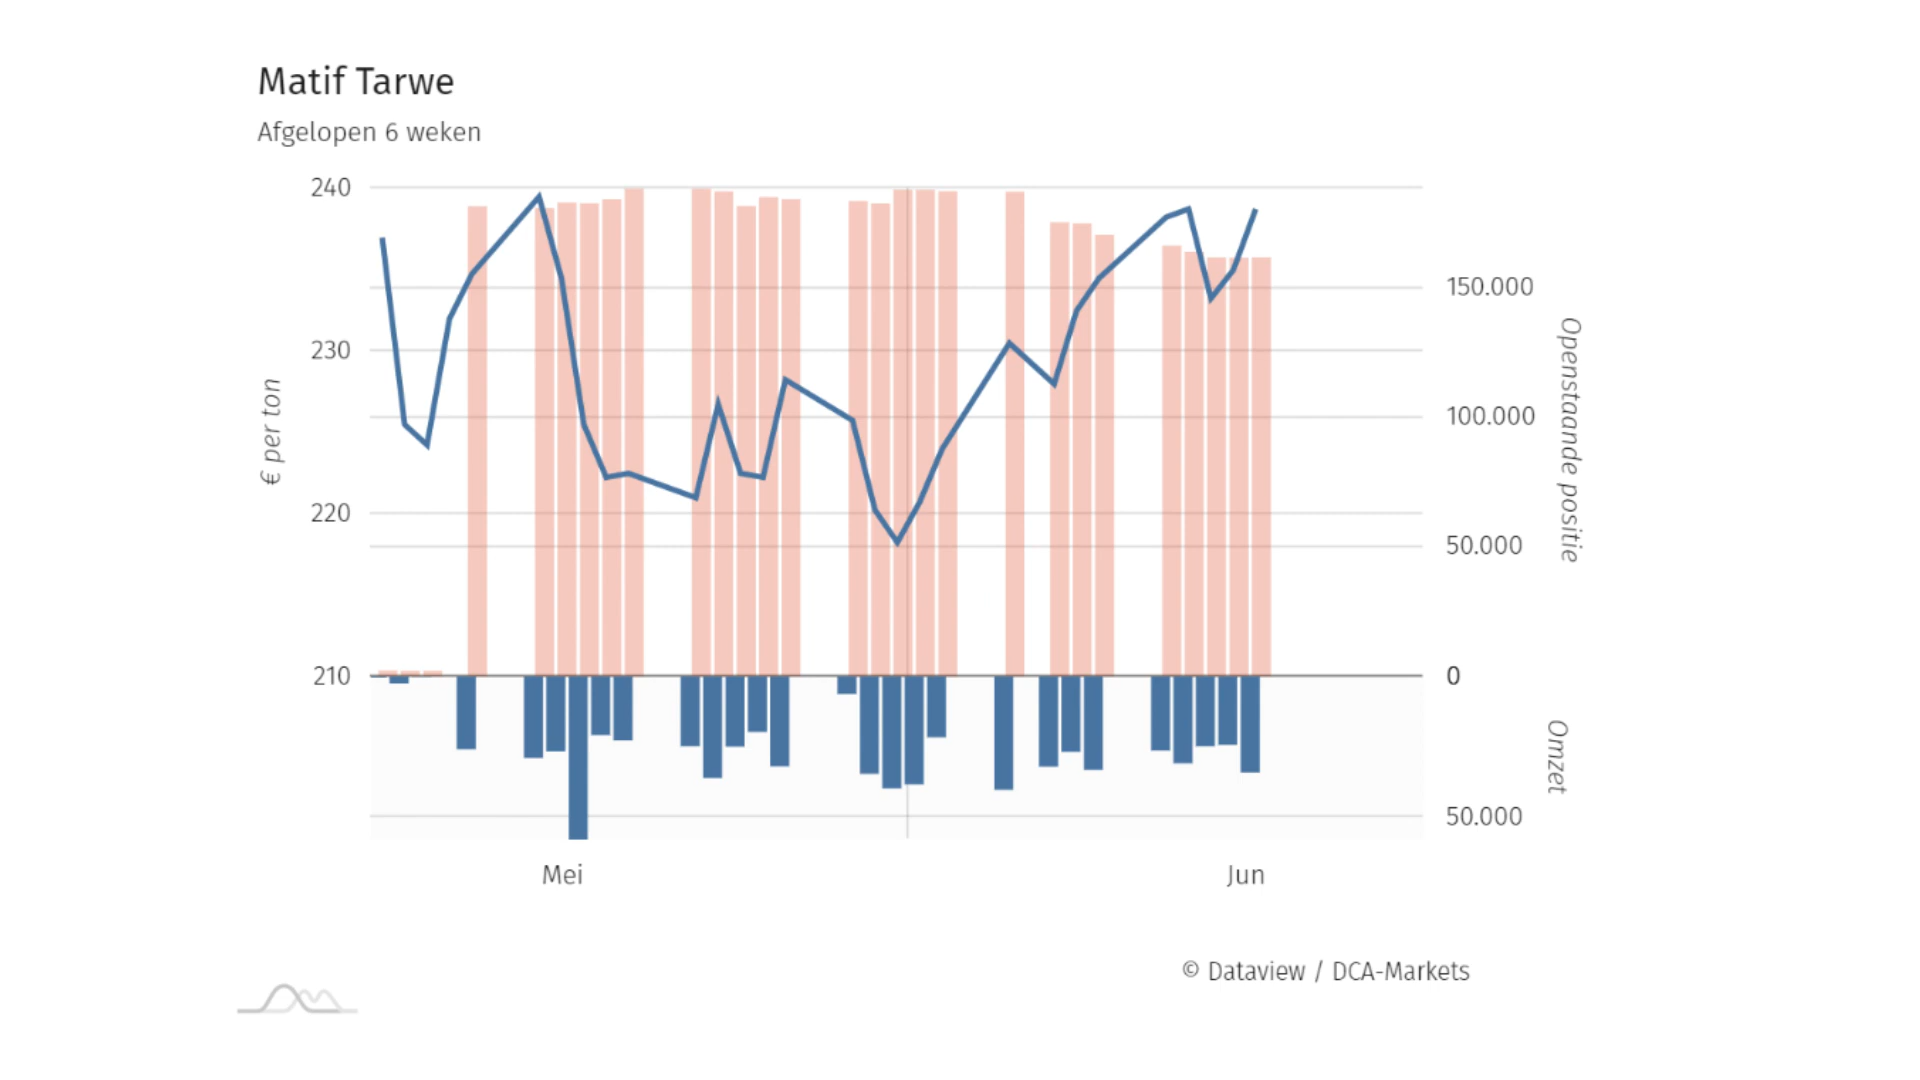 Matif Tarwe
Afgelopen 6 weken
240
230
220
210
€ per ton
150.000
100.000
50.000
0
50.000
Openstaande positie
Omzet
Mei
Jun
© Dataview / DCA-Markets